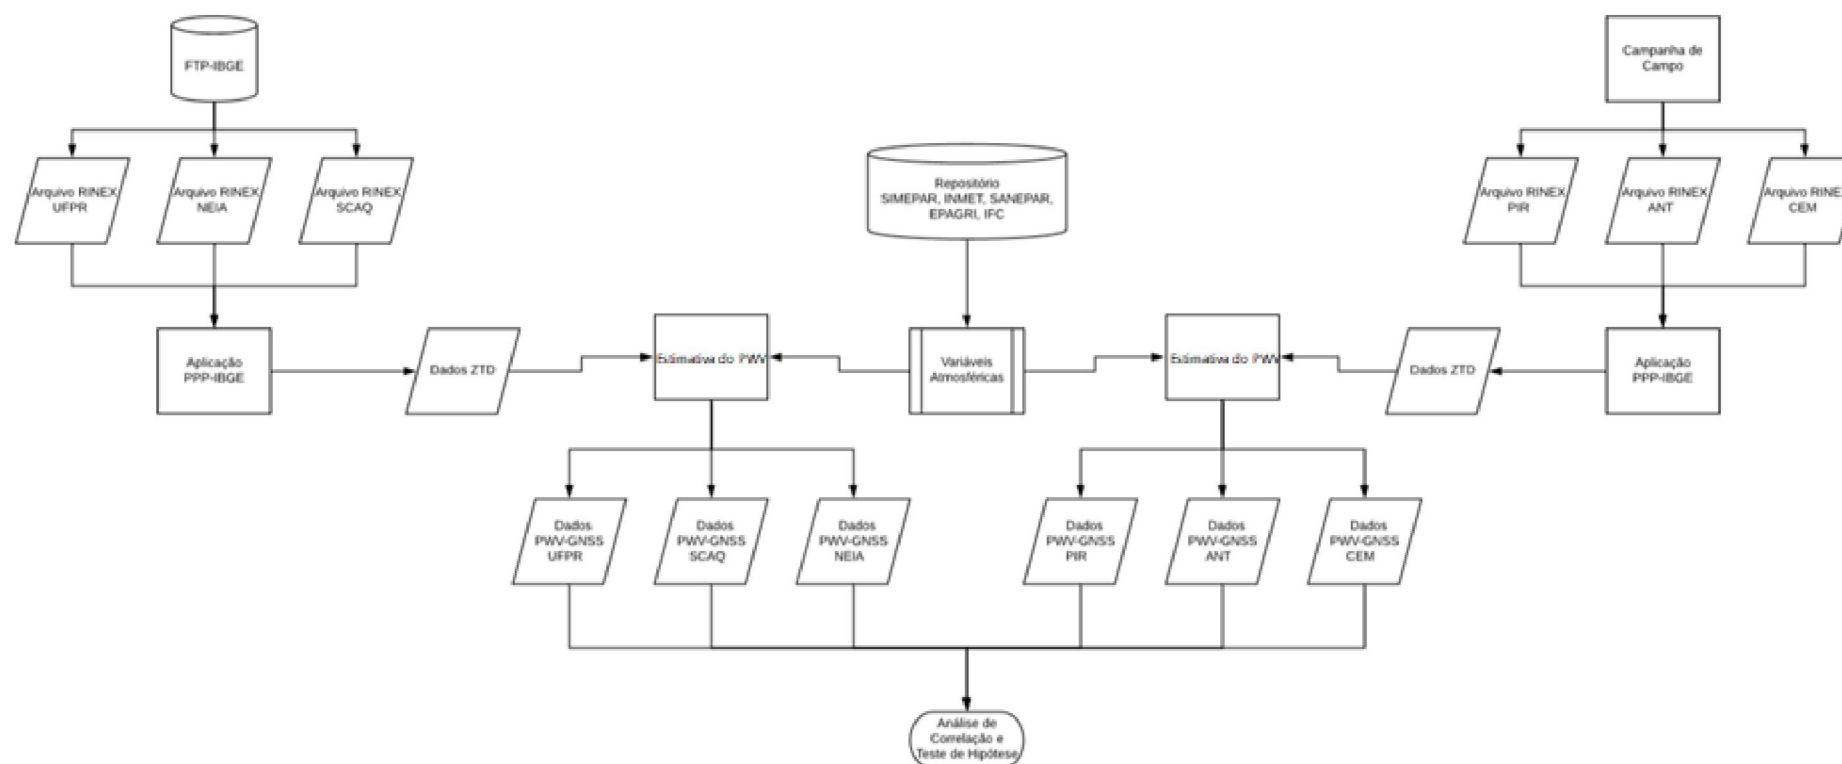 FTP-IBGE
Campanha de
Campo
Arquivo RINEX
UFPR
Arquivo RINEX
NEIA
Arquivo RINEX
SCAQ
Repositório
SIMEPAR, INMET, SANEPAR,
EPAGRI, IFC
Arquivo RINEX
PIR
Arquivo RINEX
ANT
Arquivo RINEX
CEM
Aplicação
PPP-IBGE
Dados ZTD
Estimativa do PWV
Variáveis
Atmosféricas
Estimativa do PWV
Dados ZTD
Aplicação
PPP-IBGE
Dados
PWV-GNSS
UFPR
Dados
PWV-GNSS
SCAQ
Dados
PWV-GNSS
NEIA
Dados
PWV-GNSS
PIR
Dados
PWV-GNSS
ANT
Dados
PWV-GNSS
CEM
Análise de
Correlação e
Teste de Hipótese